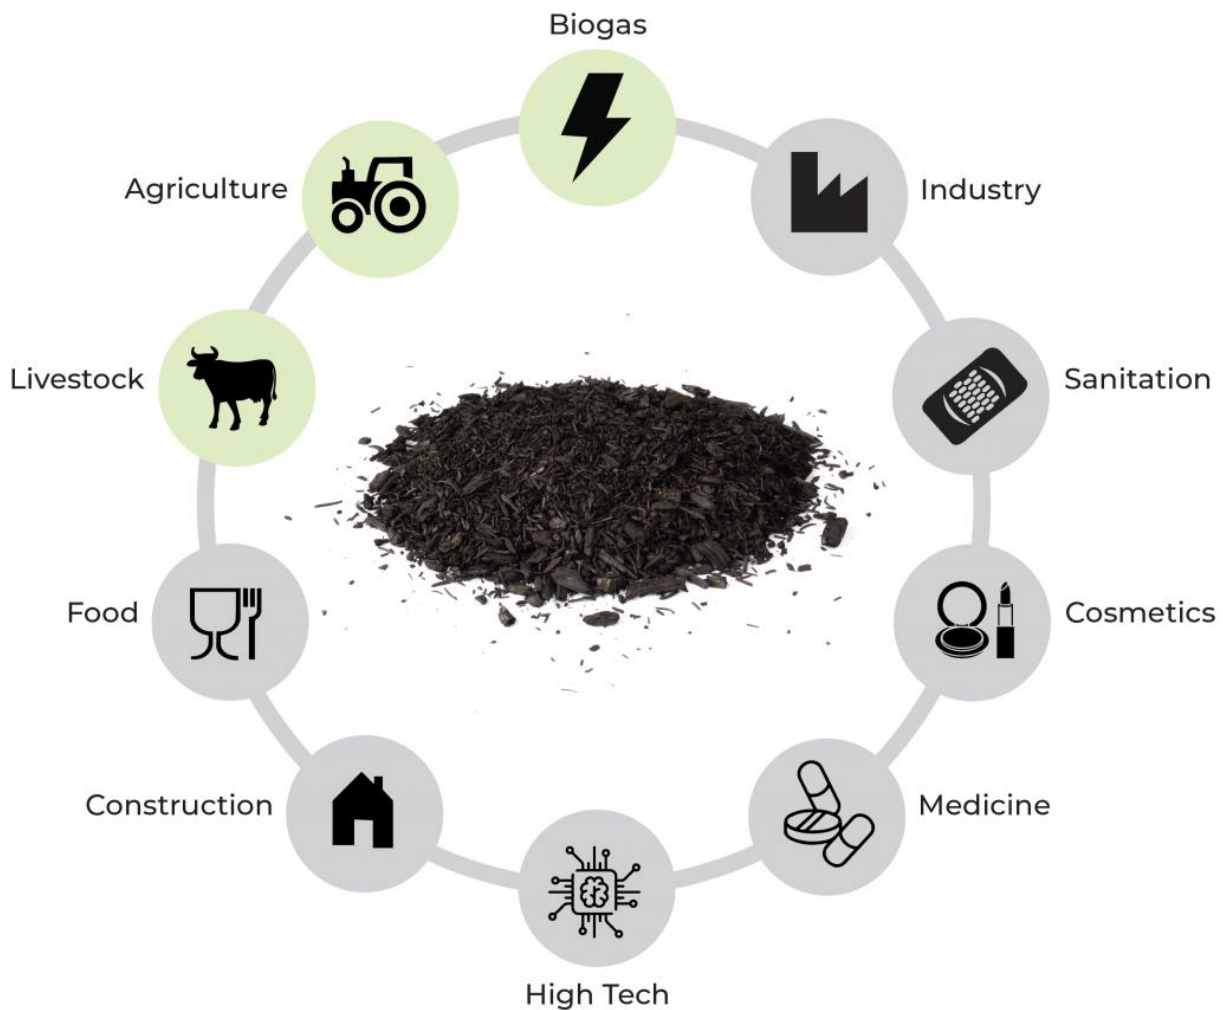 Biogas
Agriculture
Industry
Livestock
Sanitation
Food
Cosmetics
Construction
Medicine
High Tech